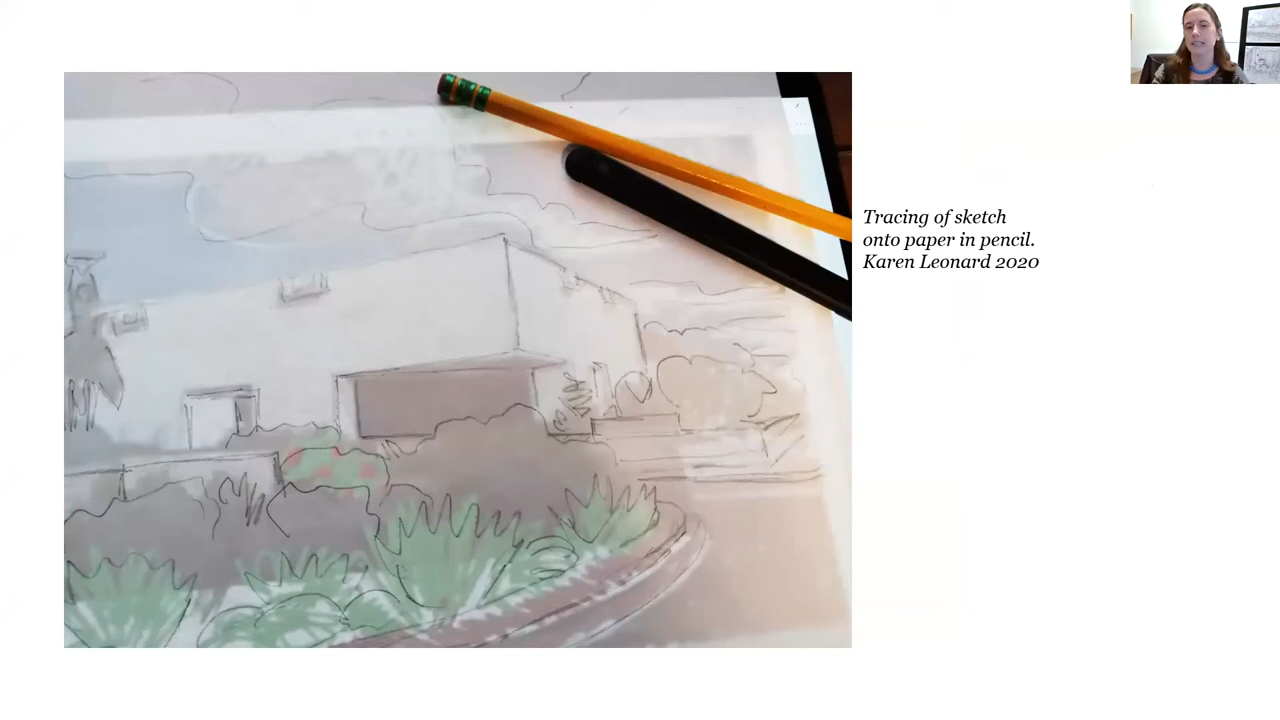 Tracing of sketch
onto paper in pencil.
Karen Leonard 2020